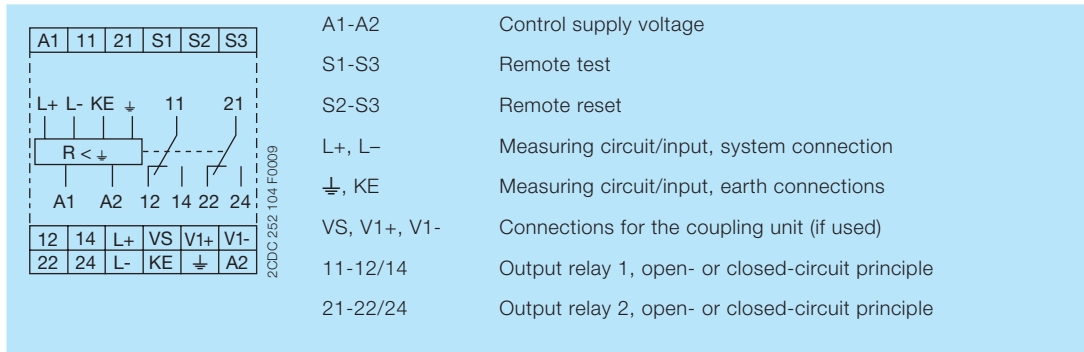 A1 11 21 S1 S2 S3
L+ L- KE ⏚ 11 21
R < ⏚
A1 A2 12 14 22 24
12 14 L+ VS V1+ V1-
22 24 L- KE ⏚ A2
2CDC 252 104 F0009
A1-A2 Control supply voltage
S1-S3 Remote test
S2-S3 Remote reset
L+, L– Measuring circuit/input, system connection
⏚, KE Measuring circuit/input, earth connections
VS, V1+, V1- Connections for the coupling unit (if used)
11-12/14 Output relay 1, open- or closed-circuit principle
21-22/24 Output relay 2, open- or closed-circuit principle